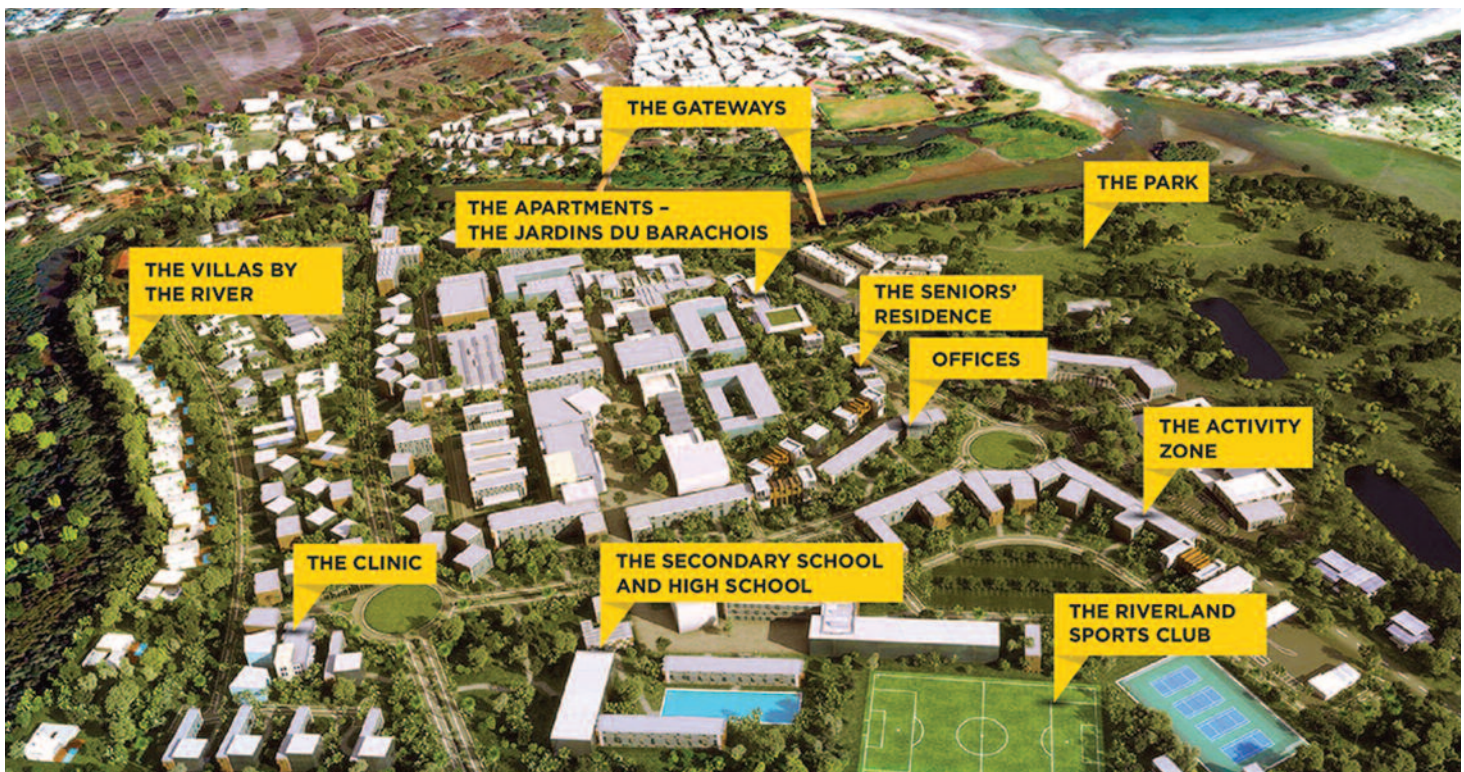 THE GATEWAYS
THE PARK
THE APARTMENTS –
THE JARDINS DU BARACHOIS
THE VILLAS BY
THE RIVER
THE SENIORS'
RESIDENCE
OFFICES
THE ACTIVITY
ZONE
THE CLINIC
THE SECONDARY SCHOOL
AND HIGH SCHOOL
THE RIVERLAND
SPORTS CLUB